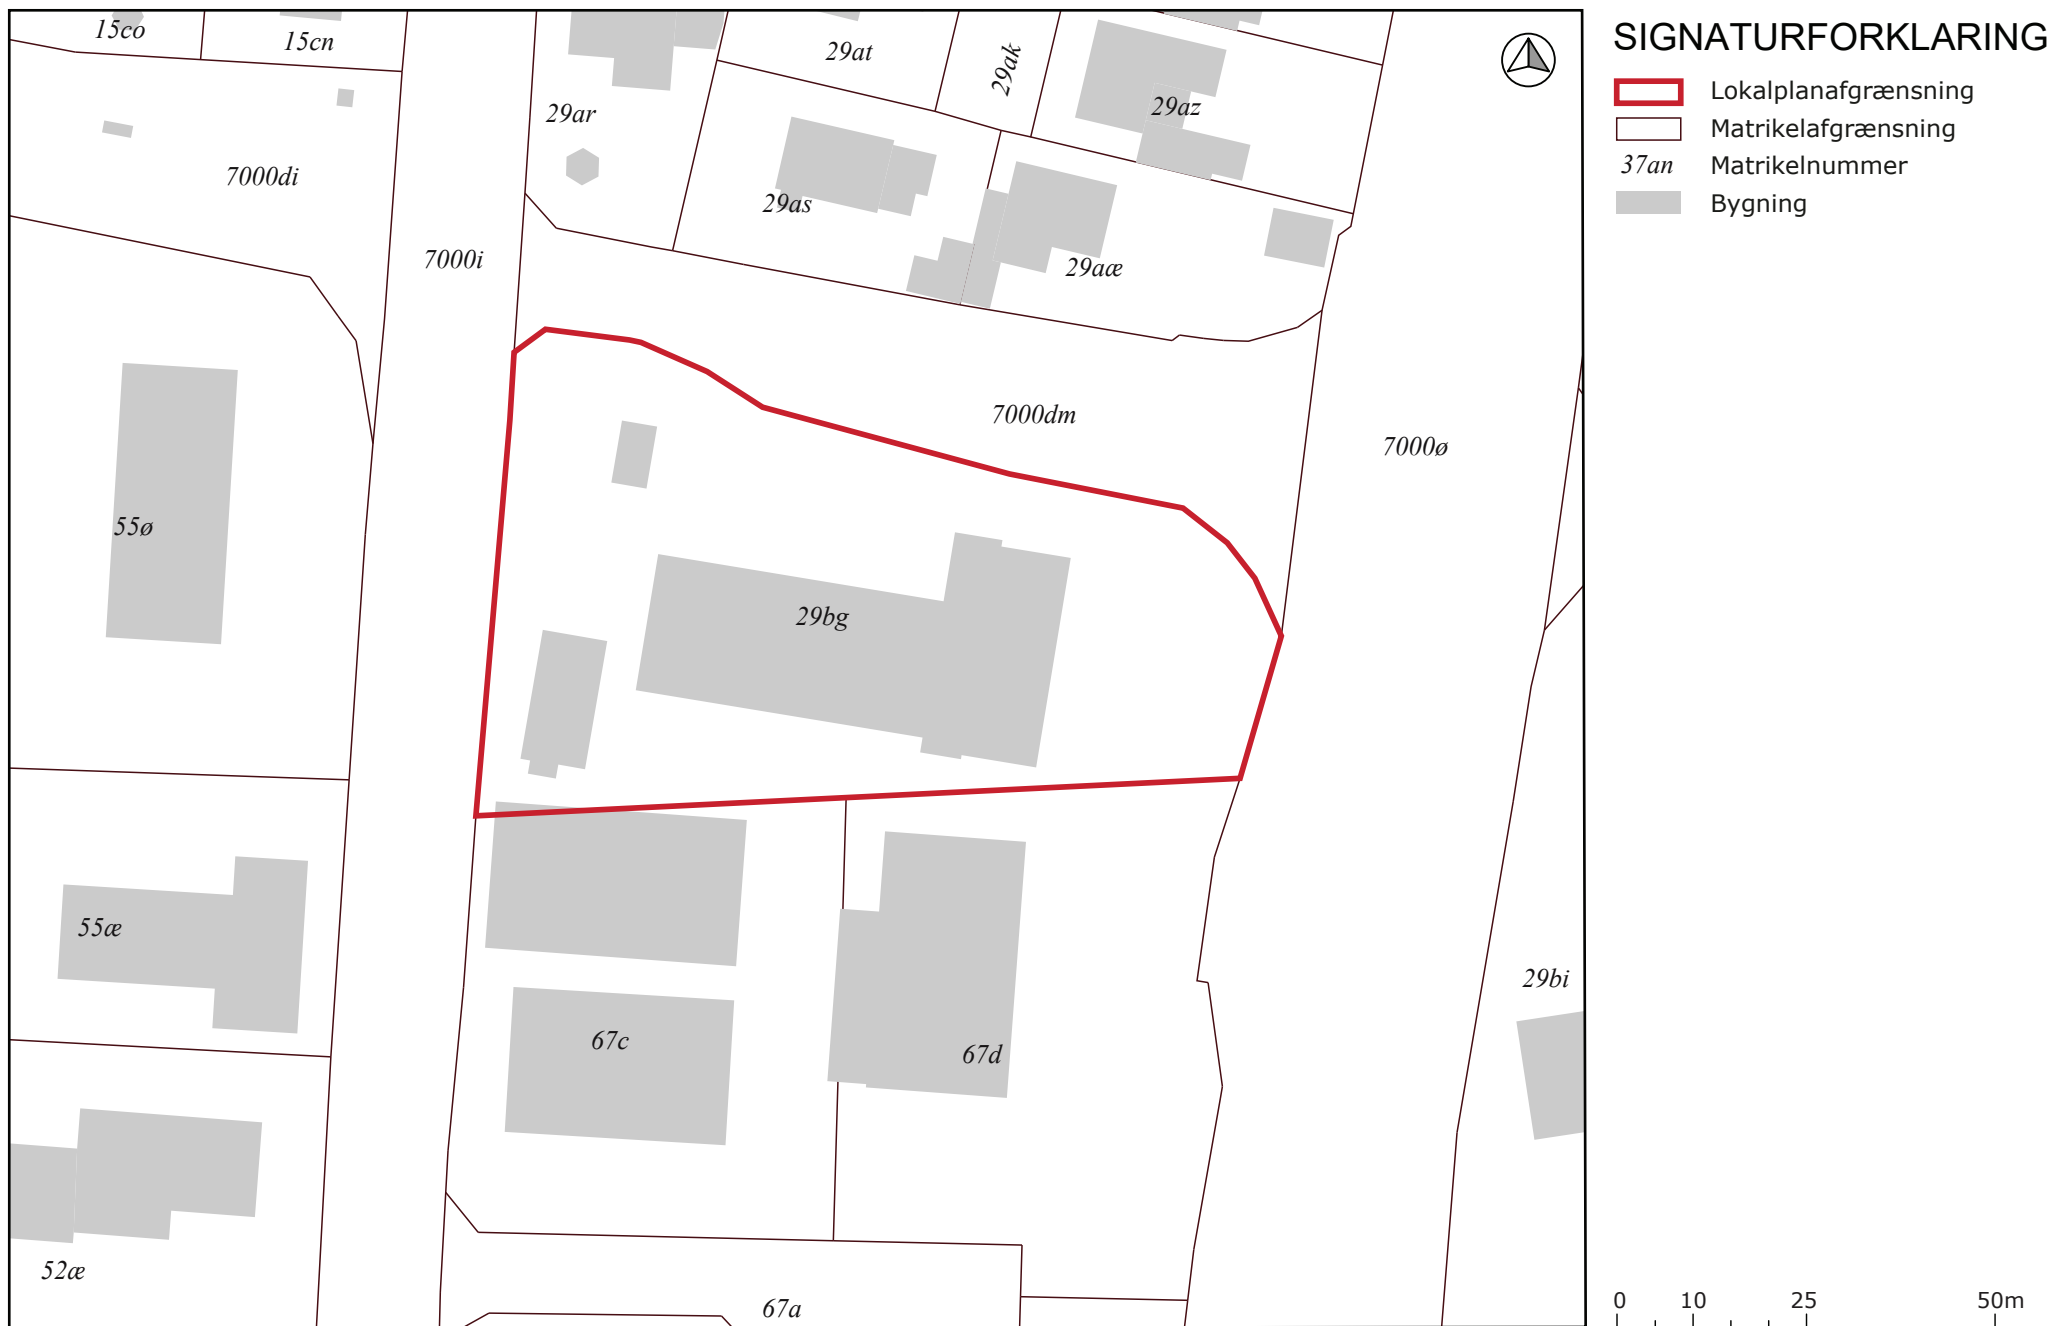 15co
15cn
29at
29ak
29ar
29az
7000di
29as
7000i
29aæ
7000dm
7000ø
55ø
29bg
55æ
29bi
67c
67d
52æ
67a
SIGNATURFORKLARING
Lokalplanafgrænsning
Matrikelafgrænsning
37an Matrikelnummer
Bygning
0 10 25 50m